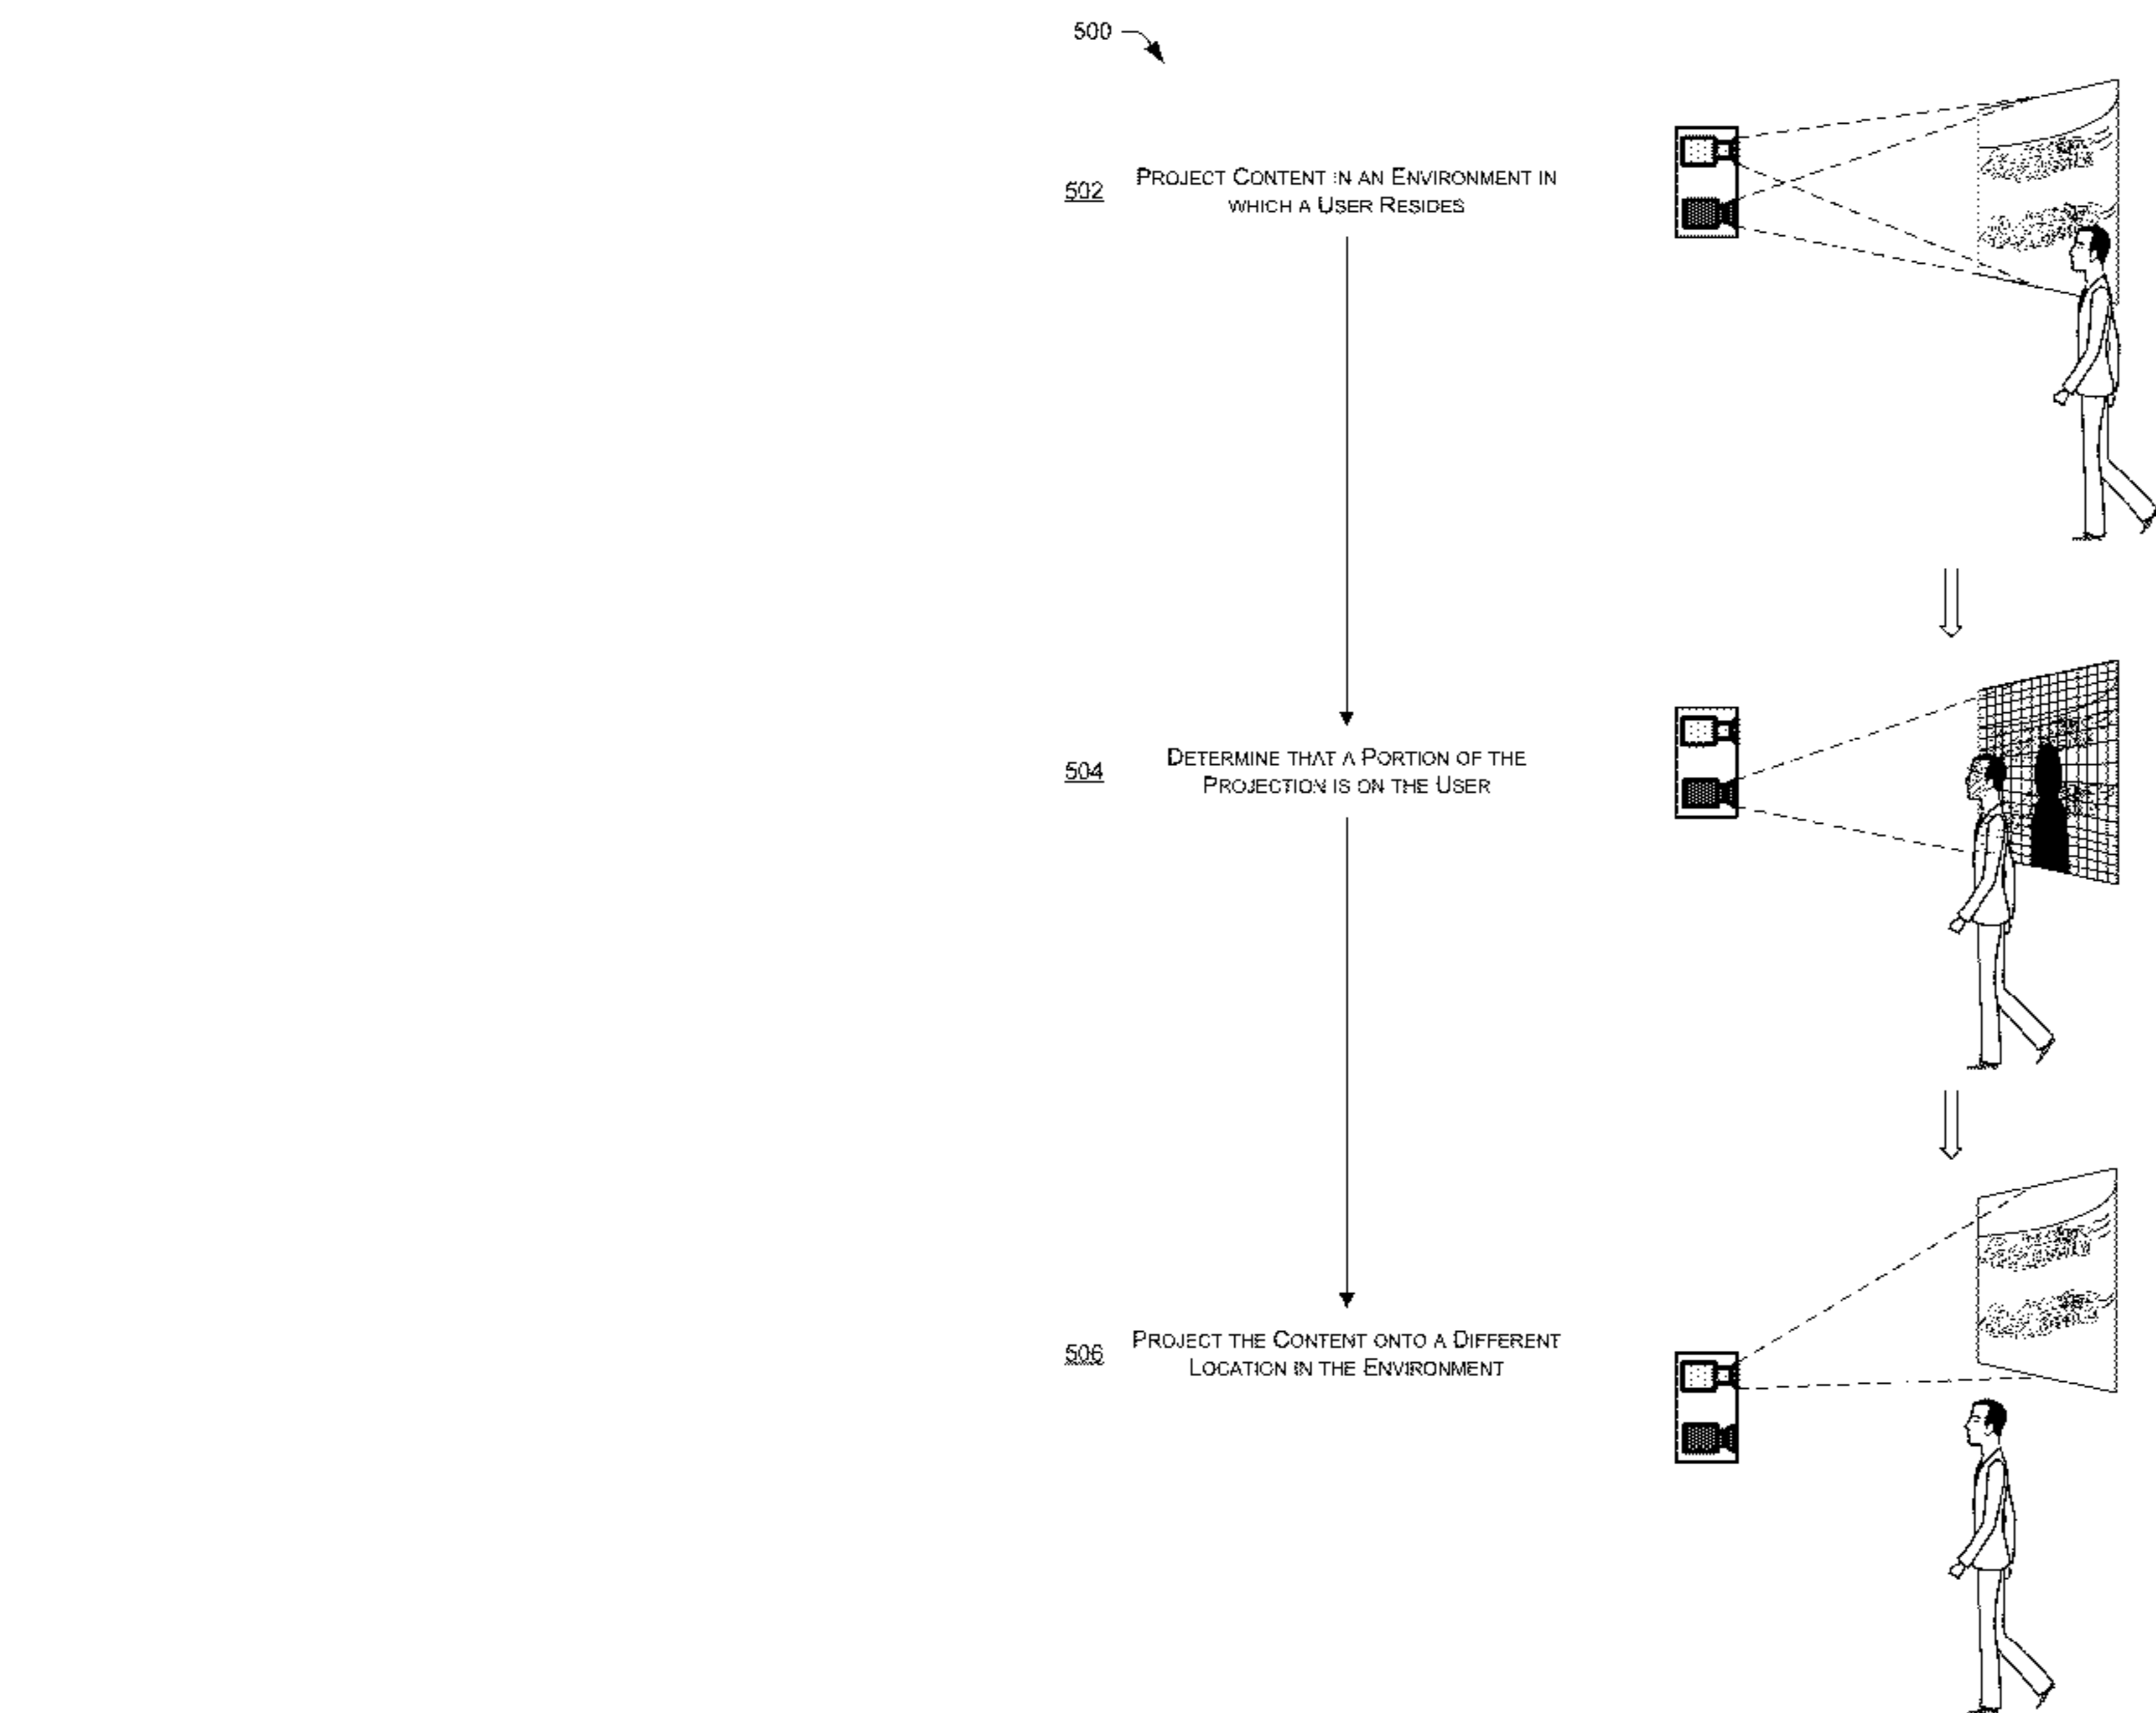 500
502
PROJECT CONTENT IN AN ENVIRONMENT IN
WHICH A USER RESIDES
504
DETERMINE THAT A PORTION OF THE
PROJECTION IS ON THE USER
506
PROJECT THE CONTENT ONTO A DIFFERENT
LOCATION IN THE ENVIRONMENT